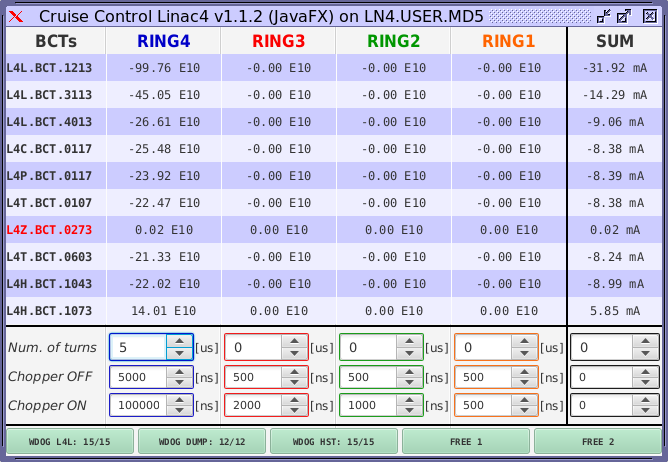 Cruise Control Linac4 v1.1.2 (JavaFX) on LN4.USER.MD5
BCTs RING4 RING3 RING2 RING1 SUM
L4L.BCT.1213 -99.76 E10 -0.00 E10 -0.00 E10 -0.00 E10 -31.92 mA
L4L.BCT.3113 -45.05 E10 -0.00 E10 -0.00 E10 -0.00 E10 -14.29 mA
L4L.BCT.4013 -26.61 E10 -0.00 E10 -0.00 E10 -0.00 E10 -9.06 mA
L4C.BCT.0117 -25.48 E10 -0.00 E10 -0.00 E10 -0.00 E10 -8.38 mA
L4P.BCT.0117 -23.92 E10 -0.00 E10 -0.00 E10 -0.00 E10 -8.39 mA
L4T.BCT.0107 -22.47 E10 -0.00 E10 -0.00 E10 -0.00 E10 -8.38 mA
L4Z.BCT.0273 0.02 E10 0.00 E10 0.00 E10 0.00 E10 0.02 mA
L4T.BCT.0603 -21.33 E10 -0.00 E10 -0.00 E10 -0.00 E10 -8.24 mA
L4H.BCT.1043 -22.02 E10 -0.00 E10 -0.00 E10 -0.00 E10 -8.99 mA
L4H.BCT.1073 14.01 E10 0.00 E10 0.00 E10 0.00 E10 5.85 mA
Num. of turns 5 [us] 0 [us] 0 [us] 0 [us] 0
Chopper OFF 5000 [ns] 500 [ns] 500 [ns] 500 [ns] 0
Chopper ON 100000 [ns] 2000 [ns] 1000 [ns] 500 [ns] 0
WDOG L4L: 15/15 WDOG DUMP: 12/12 WDOG HST: 15/15 FREE 1 FREE 2